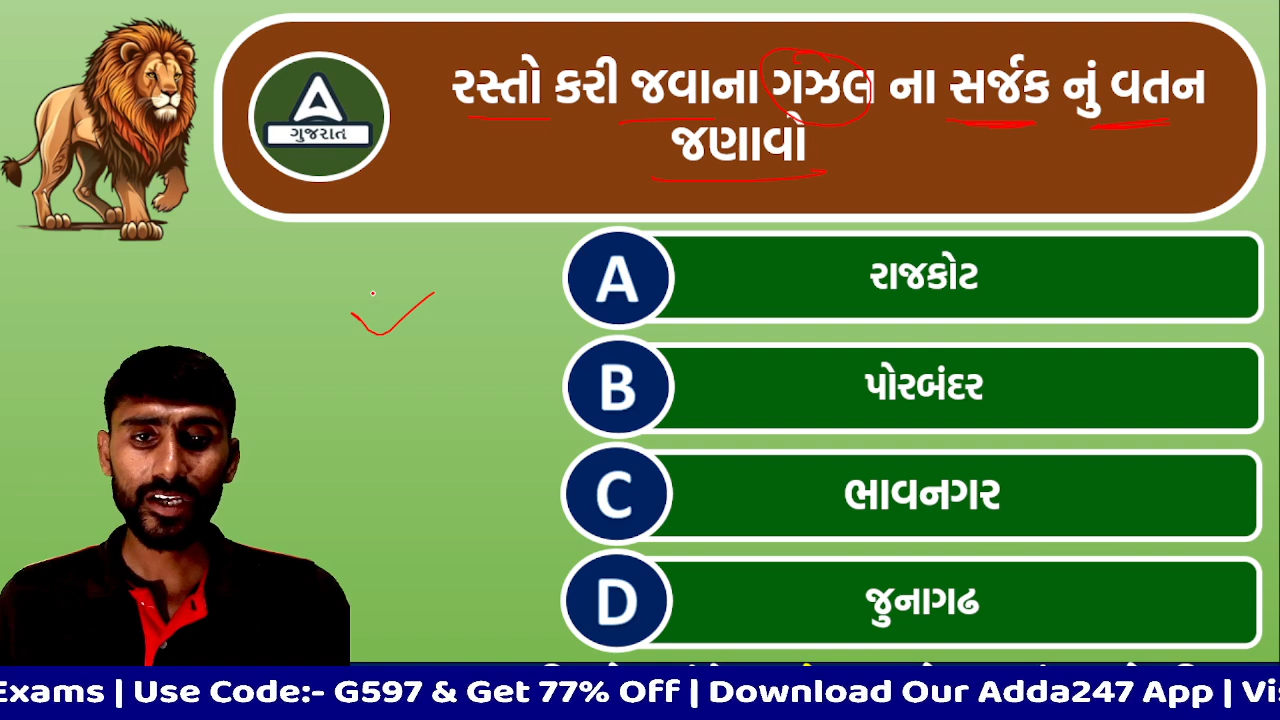 રસ્તો કરી જવાના ગઝલ ના સર્જક નું વતન
જણાવો
ગુજરાત
A
રાજકોટ
B
પોરબંદર
C
ભાવનગર
D
જુનાગઢ
Exams | Use Code:- G597 & Get 77% Off | Download Our Adda247 App | Vi